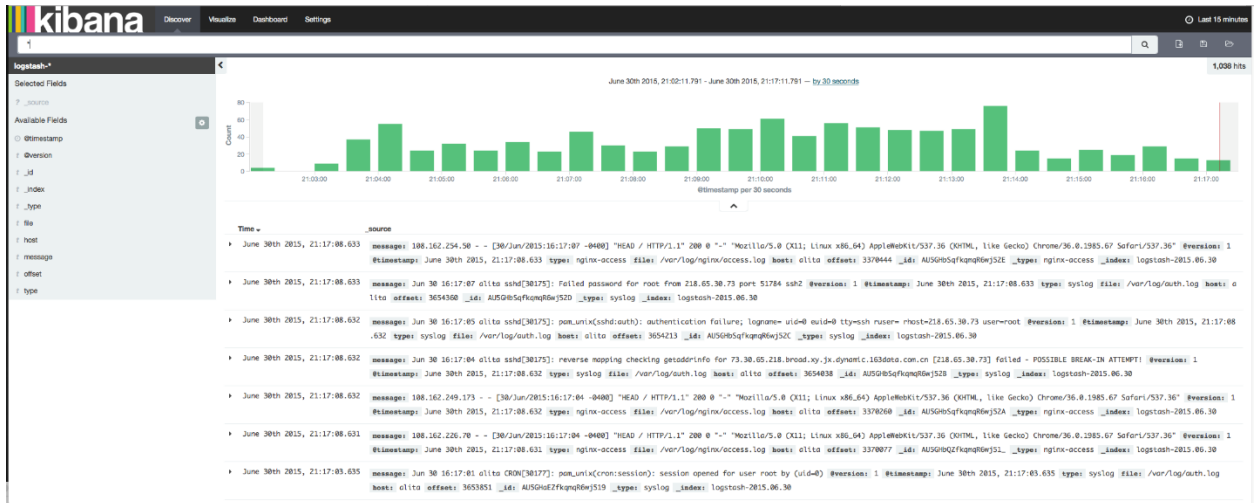 kibana Discover Visualize Dashboard Settings Last 15 minutes
*
logstash-* 1,038 hits
Selected Fields
? _source
Available Fields
@timestamp
t @version
t _id
t _index
t _type
t file
t host
t message
t offset
t type
June 30th 2015, 21:02:11.791 - June 30th 2015, 21:17:11.791 — by 30 seconds
Count
80
60
40
20
0
21:03:00 21:04:00 21:05:00 21:06:00 21:07:00 21:08:00 21:09:00 21:10:00 21:11:00 21:12:00 21:13:00 21:14:00 21:15:00 21:16:00 21:17:00
@timestamp per 30 seconds
Time _source
June 30th 2015, 21:17:08.633 message: 108.162.254.50 - - [30/Jun/2015:16:17:07 -0400] "HEAD / HTTP/1.1" 200 0 "-" "Mozilla/5.0 (X11; Linux x86_64) AppleWebKit/537.36 (KHTML, like Gecko) Chrome/36.0.1985.67 Safari/537.36" @version: 1
@timestamp: June 30th 2015, 21:17:08.633 type: nginx-access file: /var/log/nginx/access.log host: alita offset: 3370444 _id: AU5GHbSqfkqmqR6wjSZE _type: nginx-access _index: logstash-2015.06.30
June 30th 2015, 21:17:08.633 message: Jun 30 16:17:07 alita sshd[30175]: Failed password for root from 218.65.30.73 port 51784 ssh2 @version: 1 @timestamp: June 30th 2015, 21:17:08.633 type: syslog file: /var/log/auth.log host: a
lita offset: 3654360 _id: AU5GHbSqfkqmqR6wjSZD _type: syslog _index: logstash-2015.06.30
June 30th 2015, 21:17:08.632 message: Jun 30 16:17:05 alita sshd[30175]: pam_unix(sshd:auth): authentication failure; logname= uid=0 euid=0 tty=ssh ruser= rhost=218.65.30.73 user=root @version: 1 @timestamp: June 30th 2015, 21:17:08
.632 type: syslog file: /var/log/auth.log host: alita offset: 3654213 _id: AU5GHbSqfkqmqR6wjSZC _type: syslog _index: logstash-2015.06.30
June 30th 2015, 21:17:08.632 message: Jun 30 16:17:04 alita sshd[30175]: reverse mapping checking getaddrinfo for 73.30.65.218.broad.xy.jx.dynamic.163data.com.cn [218.65.30.73] failed - POSSIBLE BREAK-IN ATTEMPT! @version: 1
@timestamp: June 30th 2015, 21:17:08.632 type: syslog file: /var/log/auth.log host: alita offset: 3654038 _id: AU5GHbSqfkqmqR6wjSZB _type: syslog _index: logstash-2015.06.30
June 30th 2015, 21:17:08.632 message: 108.162.249.173 - - [30/Jun/2015:16:17:04 -0400] "HEAD / HTTP/1.1" 200 0 "-" "Mozilla/5.0 (X11; Linux x86_64) AppleWebKit/537.36 (KHTML, like Gecko) Chrome/36.0.1985.67 Safari/537.36" @version: 1
@timestamp: June 30th 2015, 21:17:08.632 type: nginx-access file: /var/log/nginx/access.log host: alita offset: 3370260 _id: AU5GHbSqfkqmqR6wjSZA _type: nginx-access _index: logstash-2015.06.30
June 30th 2015, 21:17:08.631 message: 108.162.226.70 - - [30/Jun/2015:16:17:04 -0400] "HEAD / HTTP/1.1" 200 0 "-" "Mozilla/5.0 (X11; Linux x86_64) AppleWebKit/537.36 (KHTML, like Gecko) Chrome/36.0.1985.67 Safari/537.36" @version: 1
@timestamp: June 30th 2015, 21:17:08.631 type: nginx-access file: /var/log/nginx/access.log host: alita offset: 3370077 _id: AU5GHbQZfkqmqR6wjS1_ _type: nginx-access _index: logstash-2015.06.30
June 30th 2015, 21:17:03.635 message: Jun 30 16:17:01 alita CRON[30177]: pam_unix(cron:session): session opened for user root by (uid=0) @version: 1 @timestamp: June 30th 2015, 21:17:03.635 type: syslog file: /var/log/auth.log
host: alita offset: 3653851 _id: AU5GHaEZfkqmqR6wjS19 _type: syslog _index: logstash-2015.06.30